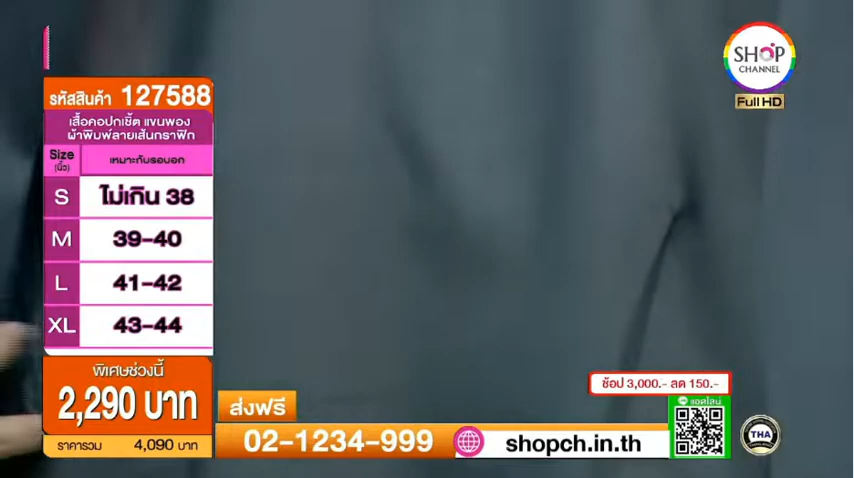 SHOP
CHANNEL
Full HD
รหัสสินค้า 127588
เสื้อคอปกเชิ้ต แขนพอง
ผ้าพิมพ์ลายเส้นกราฟิก
Size
(นิ้ว)
เหมาะกับรอบอก
S ไม่เกิน 38
M 39-40
L 41-42
XL 43-44
พิเศษช่วงนี้
2,290 บาท
ราคารวม 4,090 บาท
ส่งฟรี
02-1234-999
shopch.in.th
ช้อป 3,000.- ลด 150.-
แอดไลน์
THA